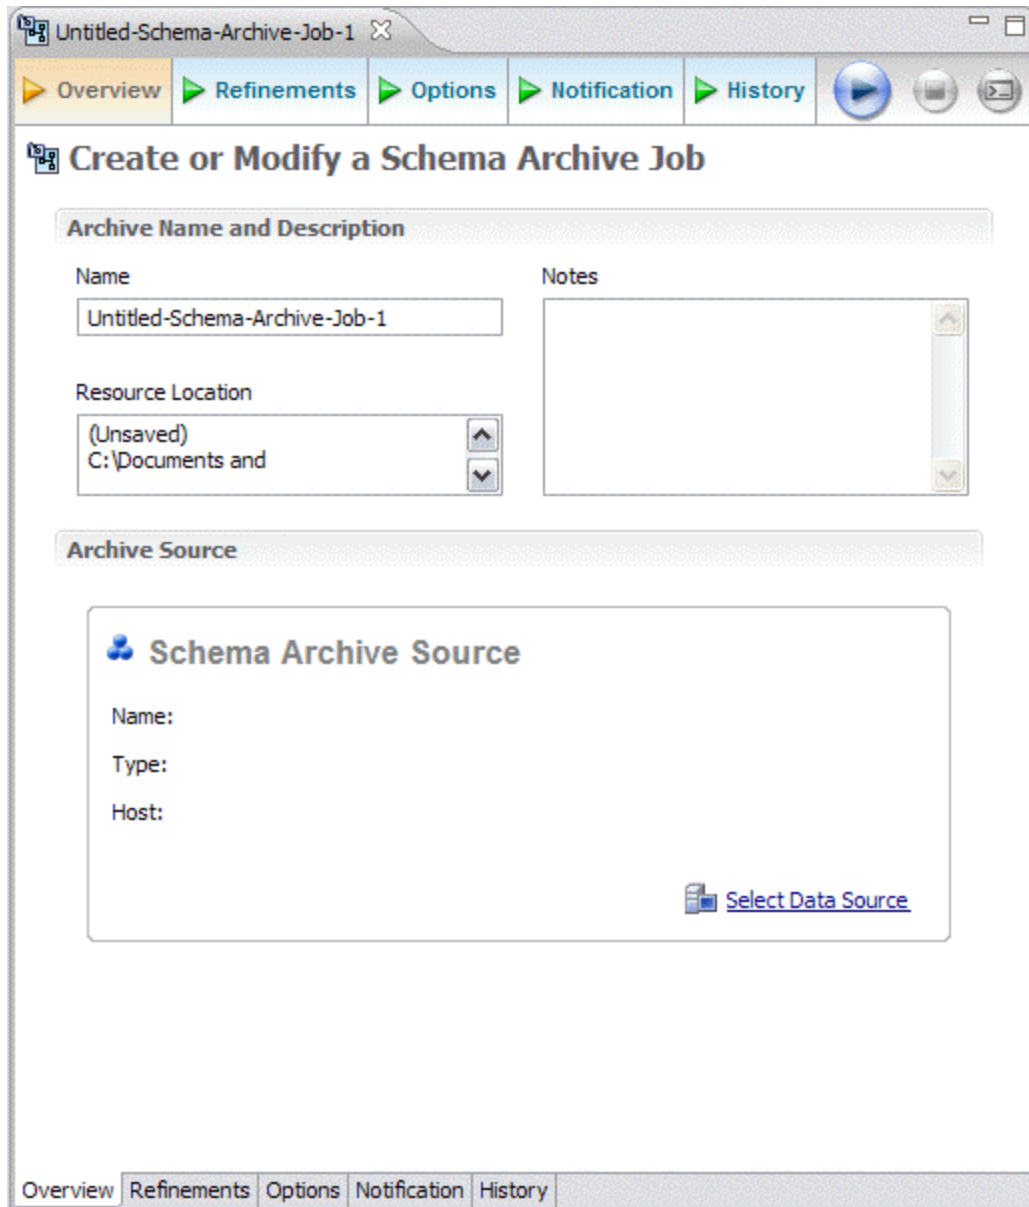 Untitled-Schema-Archive-Job-1
Overview Refinements Options Notification History
Create or Modify a Schema Archive Job
Archive Name and Description
Name Notes
Untitled-Schema-Archive-Job-1
Resource Location
(Unsaved)
C:\Documents and
Archive Source
Schema Archive Source
Name:
Type:
Host:
Select Data Source
Overview Refinements Options Notification History